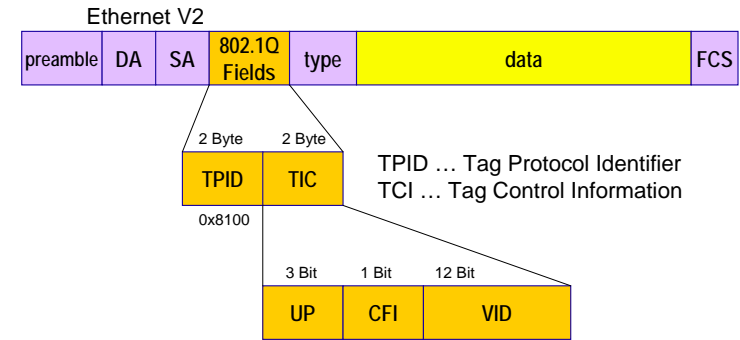 Ethernet V2
preamble DA SA 802.1Q Fields type data FCS
2 Byte 2 Byte
TPID TIC
TPID … Tag Protocol Identifier
TCI … Tag Control Information
0x8100
3 Bit 1 Bit 12 Bit
UP CFI VID